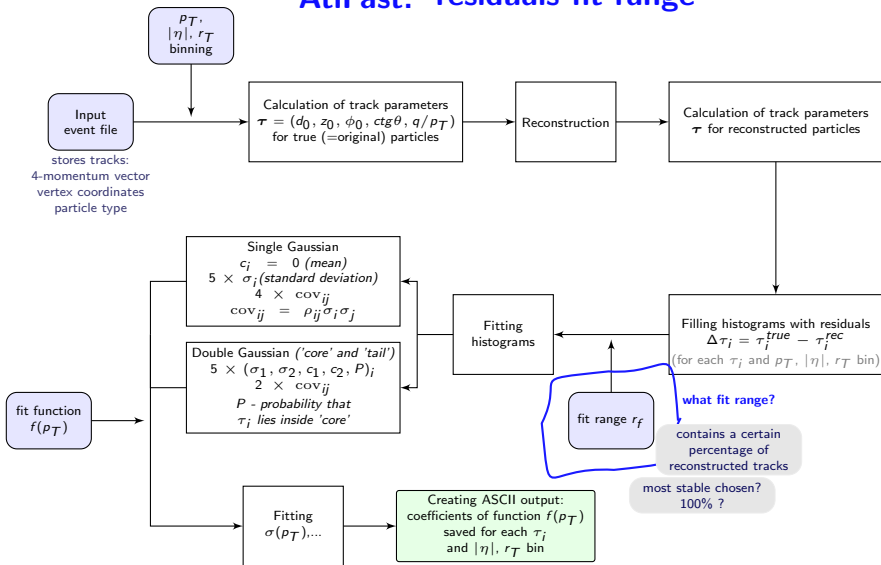 AtlFast: residuals fit range
p_T,
|η|, r_T
binning
Input
event file
stores tracks:
4-momentum vector
vertex coordinates
particle type
Calculation of track parameters
τ = (d_0, z_0, ϕ_0, ctgθ, q/p_T)
for true (=original) particles
Reconstruction
Calculation of track parameters
τ for reconstructed particles
Single Gaussian
c_i = 0 (mean)
5 × σ_i (standard deviation)
4 × cov_ij
cov_ij = ρ_ij σ_i σ_j
Double Gaussian ('core' and 'tail')
5 × (σ_1, σ_2, c_1, c_2, P)_i
2 × cov_ij
P - probability that
τ_i lies inside 'core'
Fitting
histograms
Filling histograms with residuals
Δτ_i = τ_i^true − τ_i^rec
(for each τ_i and p_T, |η|, r_T bin)
fit range r_f
what fit range?
contains a certain
percentage of
reconstructed tracks
most stable chosen?
100% ?
fit function
f(p_T)
Fitting
σ(p_T),...
Creating ASCII output:
coefficients of function f(p_T)
saved for each τ_i
and |η|, r_T bin